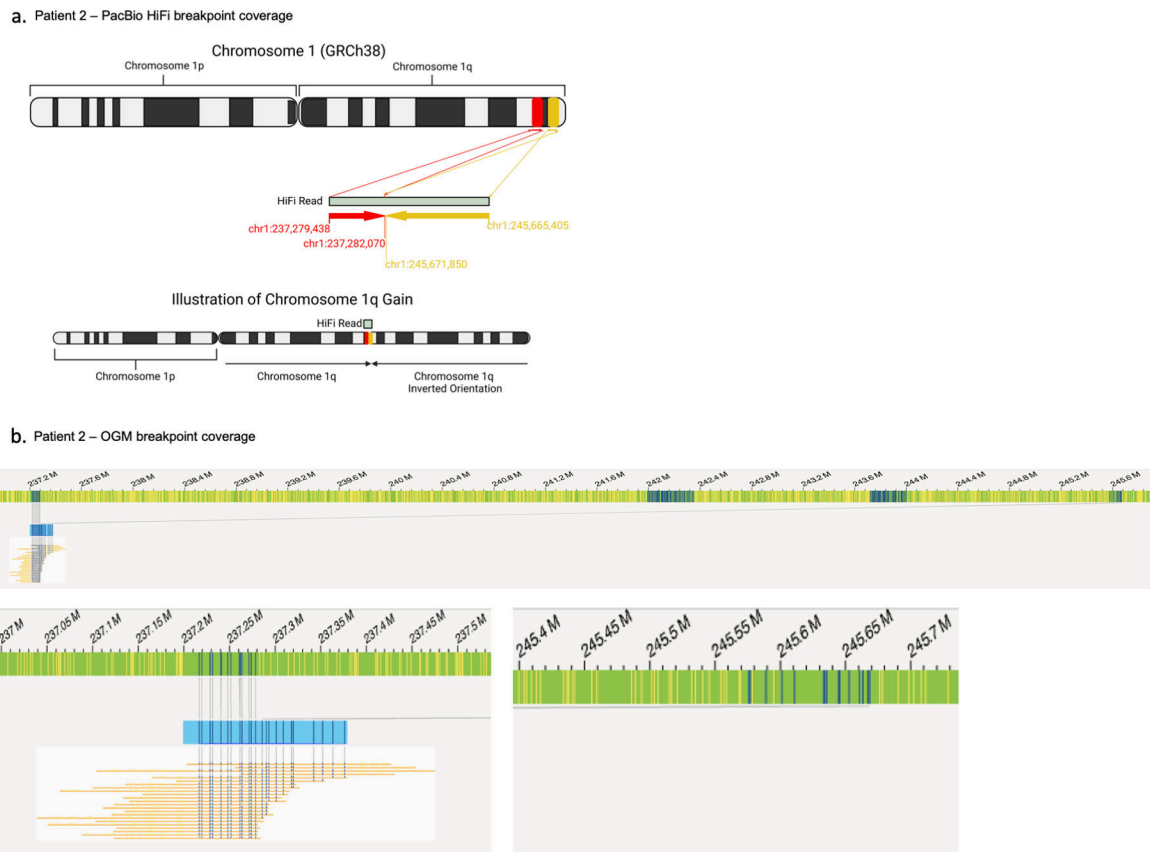 a. Patient 2 – PacBio HiFi breakpoint coverage
Chromosome 1 (GRCh38)
Chromosome 1p
Chromosome 1q
HiFi Read
chr1:237,279,438
chr1:237,282,070
chr1:245,665,405
chr1:245,671,850
Illustration of Chromosome 1q Gain
HiFi Read
Chromosome 1p
Chromosome 1q
Chromosome 1q
Inverted Orientation
b. Patient 2 – OGM breakpoint coverage
237.2 M 237.6 M 238 M 238.4 M 238.8 M 239.2 M 239.6 M 240 M 240.4 M 240.8 M 241.2 M 241.6 M 242 M 242.4 M 242.8 M 243.2 M 243.6 M 244 M 244.4 M 244.8 M 245.2 M 245.6 M
237 M 237.05 M 237.1 M 237.15 M 237.2 M 237.25 M 237.3 M 237.35 M 237.4 M 237.45 M 237.5 M
245.4 M 245.45 M 245.5 M 245.55 M 245.6 M 245.65 M 245.7 M